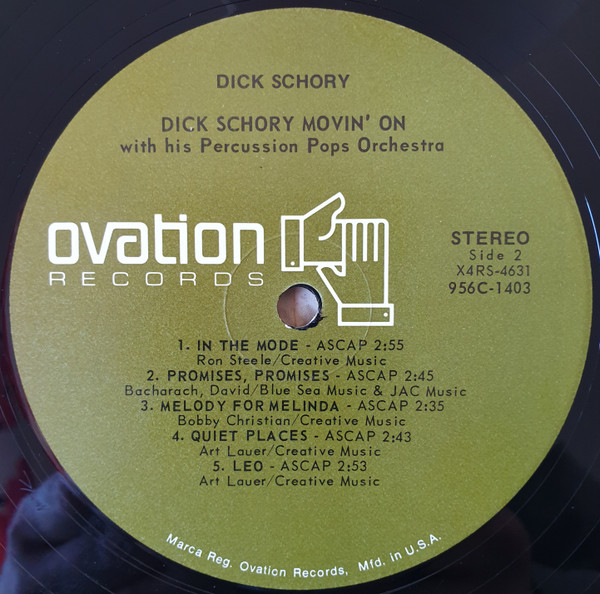 DICK SCHORY
DICK SCHORY MOVIN' ON
with his Percussion Pops Orchestra
ovation
RECORDS
STEREO
Side 2
X4RS-4631
956C-1403
1. IN THE MODE - ASCAP 2:55
Ron Steele/Creative Music
2. PROMISES, PROMISES - ASCAP 2:45
Bacharach, David/Blue Sea Music & JAC Music
3. MELODY FOR MELINDA - ASCAP 2:35
Bobby Christian/Creative Music
4. QUIET PLACES - ASCAP 2:43
Art Lauer/Creative Music
5. LEO - ASCAP 2:53
Art Lauer/Creative Music
Marca Reg. Ovation Records, Mfd. in U.S.A.